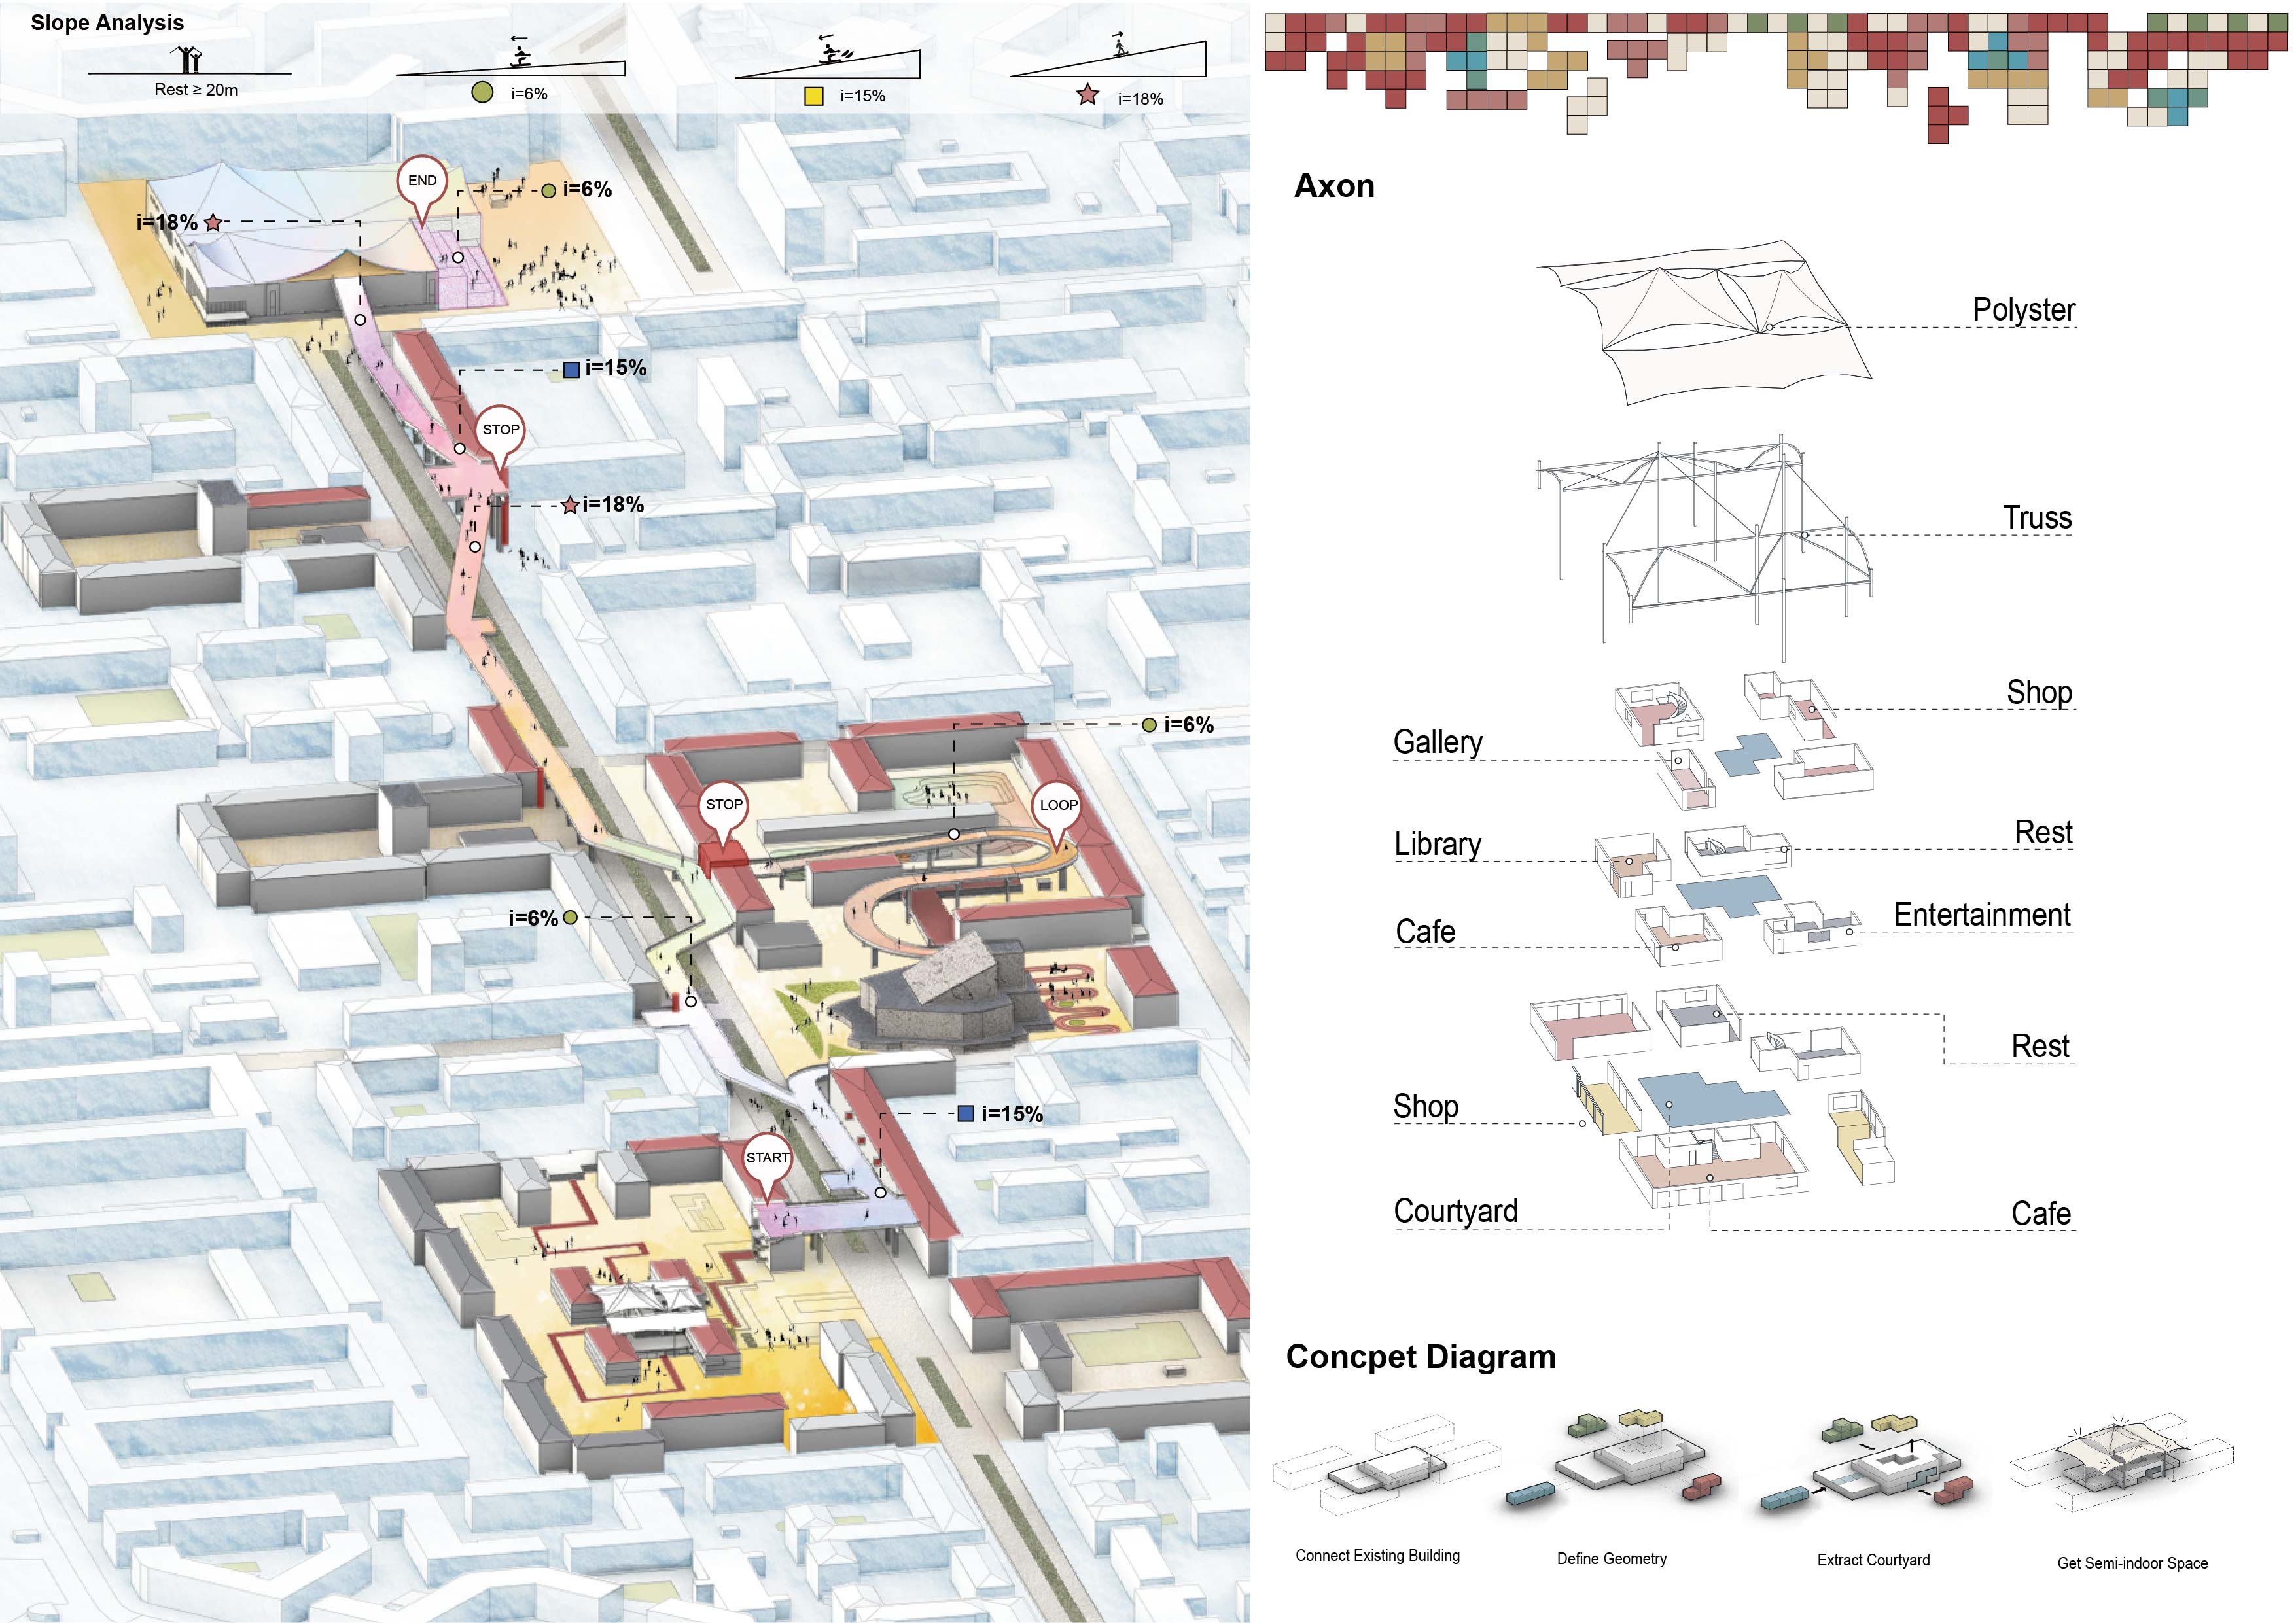 Slope Analysis
Rest ≥ 20m
i=6%
i=15%
i=18%
END
i=6%
i=18%
i=15%
STOP
i=18%
i=6%
STOP
LOOP
i=6%
i=15%
START
Axon
Polyster
Truss
Shop
Gallery
Rest
Library
Entertainment
Cafe
Rest
Shop
Courtyard
Cafe
Concpet Diagram
Connect Existing Building
Define Geometry
Extract Courtyard
Get Semi-indoor Space